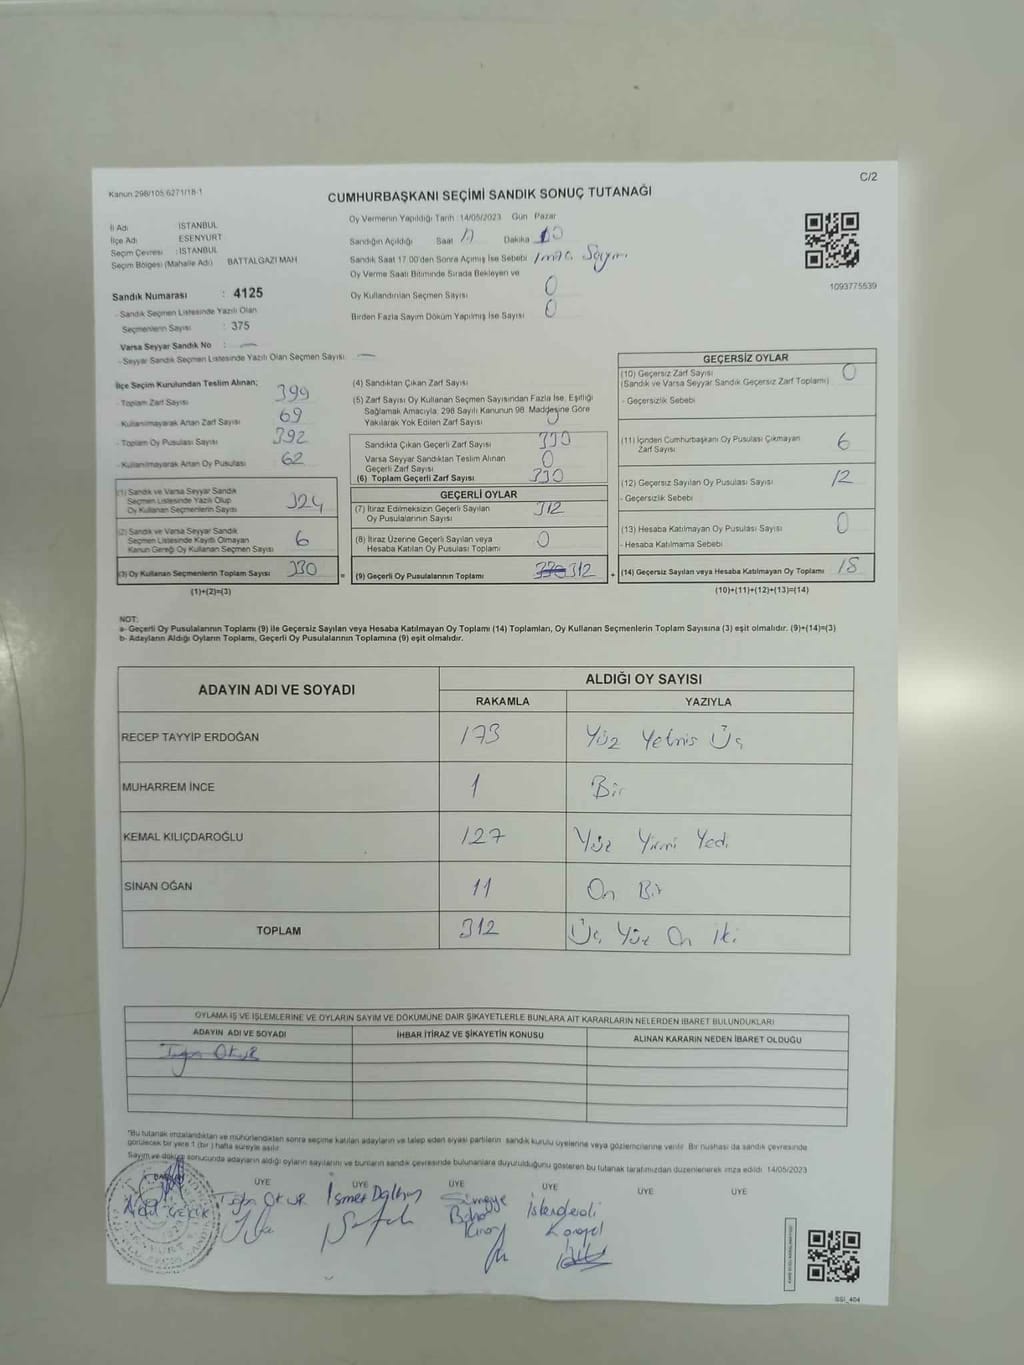 C/2
Kanun 298/105 6271/18-1
CUMHURBAŞKANI SEÇİMİ SANDIK SONUÇ TUTANAĞI
İl Adı : İSTANBUL
İlçe Adı : ESENYURT
Seçim Çevresi : İSTANBUL
Seçim Bölgesi (Mahalle Adı) : BATTALGAZI MAH
Sandık Numarası : 4125
- Sandık Seçmen Listesinde Yazılı Olan
Seçmenlerin Sayısı : 375
Varsa Seyyar Sandık No : —
- Seyyar Sandık Seçmen Listesinde Yazılı Olan Seçmen Sayısı: —
Oy Vermenin Yapıldığı Tarih :14/05/2023 Gün Pazar
Sandığın Açıldığı Saat 17 Dakika
Sandık Saat 17.00'den Sonra Açılmış İse Sebebi İmza Sayımı
Oy Verme Saati Bitiminde Sırada Bekleyen ve
Oy Kullandırılan Seçmen Sayısı 0
Birden Fazla Sayım Döküm Yapılmış İse Sayısı 0
1093775539
İlçe Seçim Kurulundan Teslim Alınan;
- Toplam Zarf Sayısı 399
- Kullanılmayarak Artan Zarf Sayısı 69
- Toplam Oy Pusulası Sayısı 392
- Kullanılmayarak Artan Oy Pusulası 62
(1) Sandık ve Varsa Seyyar Sandık
Seçmen Listesinde Yazılı Olup
Oy Kullanan Seçmenlerin Sayısı 324
(2) Sandık ve Varsa Seyyar Sandık
Seçmen Listesinde Kayıtlı Olmayan
Kanun Gereği Oy Kullanan Seçmen Sayısı 6
(3) Oy Kullanan Seçmenlerin Toplam Sayısı 330
(1)+(2)=(3)
(4) Sandıktan Çıkan Zarf Sayısı
(5) Zarf Sayısı Oy Kullanan Seçmen Sayısından Fazla İse, Eşitliği
Sağlamak Amacıyla, 298 Sayılı Kanunun 98. Maddesine Göre
Yakılarak Yok Edilen Zarf Sayısı 0
Sandıkta Çıkan Geçerli Zarf Sayısı 330
Varsa Seyyar Sandıktan Teslim Alınan
Geçerli Zarf Sayısı 0
(6) Toplam Geçerli Zarf Sayısı 330
GEÇERLİ OYLAR
(7) İtiraz Edilmeksizin Geçerli Sayılan
Oy Pusulalarının Sayısı 312
(8) İtiraz Üzerine Geçerli Sayılan veya
Hesaba Katılan Oy Pusulası Toplamı 0
= (9) Geçerli Oy Pusulalarının Toplamı 330 312
GEÇERSİZ OYLAR
(10) Geçersiz Zarf Sayısı 0
(Sandık ve Varsa Seyyar Sandık Geçersiz Zarf Toplamı)
- Geçersizlik Sebebi
(11) İçinden Cumhurbaşkanı Oy Pusulası Çıkmayan
Zarf Sayısı 6
(12) Geçersiz Sayılan Oy Pusulası Sayısı 12
- Geçersizlik Sebebi
(13) Hesaba Katılmayan Oy Pusulası Sayısı 0
- Hesaba Katılmama Sebebi
+ (14) Geçersiz Sayılan veya Hesaba Katılmayan Oy Toplamı 18
(10)+(11)+(12)+(13)=(14)
NOT:
a- Geçerli Oy Pusulalarının Toplamı (9) ile Geçersiz Sayılan veya Hesaba Katılmayan Oy Toplamı (14) Toplamları, Oy Kullanan Seçmenlerin Toplam Sayısına (3) eşit olmalıdır. (9)+(14)=(3)
b- Adayların Aldığı Oyların Toplamı, Geçerli Oy Pusulalarının Toplamına (9) eşit olmalıdır.
ADAYIN ADI VE SOYADI
ALDIĞI OY SAYISI
RAKAMLA YAZIYLA
RECEP TAYYİP ERDOĞAN 173 Yüz Yetmis Üç
MUHARREM İNCE 1 Bir
KEMAL KILIÇDAROĞLU 127 Yüz Yirmi Yedi
SİNAN OĞAN 11 On Bir
TOPLAM 312 Üç Yüz On İki
OYLAMA İŞ VE İŞLEMLERİNE VE OYLARIN SAYIM VE DÖKÜMÜNE DAİR ŞİKAYETLERLE BUNLARA AİT KARARLARIN NELERDEN İBARET BULUNDUKLARI
ADAYIN ADI VE SOYADI İHBAR İTİRAZ VE ŞİKAYETİN KONUSU ALINAN KARARIN NEDEN İBARET OLDUĞU
Okur
"Bu tutanak imzalandıktan ve mühürlendikten sonra seçime katılan adayların ve talep eden siyasi partilerin sandık kurulu üyelerine veya gözlemcilerine verilir. Bir nüshası da sandık çevresinde
görülecek bir yere 1 (bir ) hafta süreyle asılır.
Sayım ve döküm sonucunda adayların aldığı oyların sayılarını ve bunların sandık çevresinde bulunanlara duyurulduğunu gösteren bu tutanak tarafımızdan düzenlenerek imza edildi 14/05/2023
ÜYE ÜYE ÜYE ÜYE ÜYE ÜYE
Okur İsmet Sümeyye İskenderali
SSİ_404